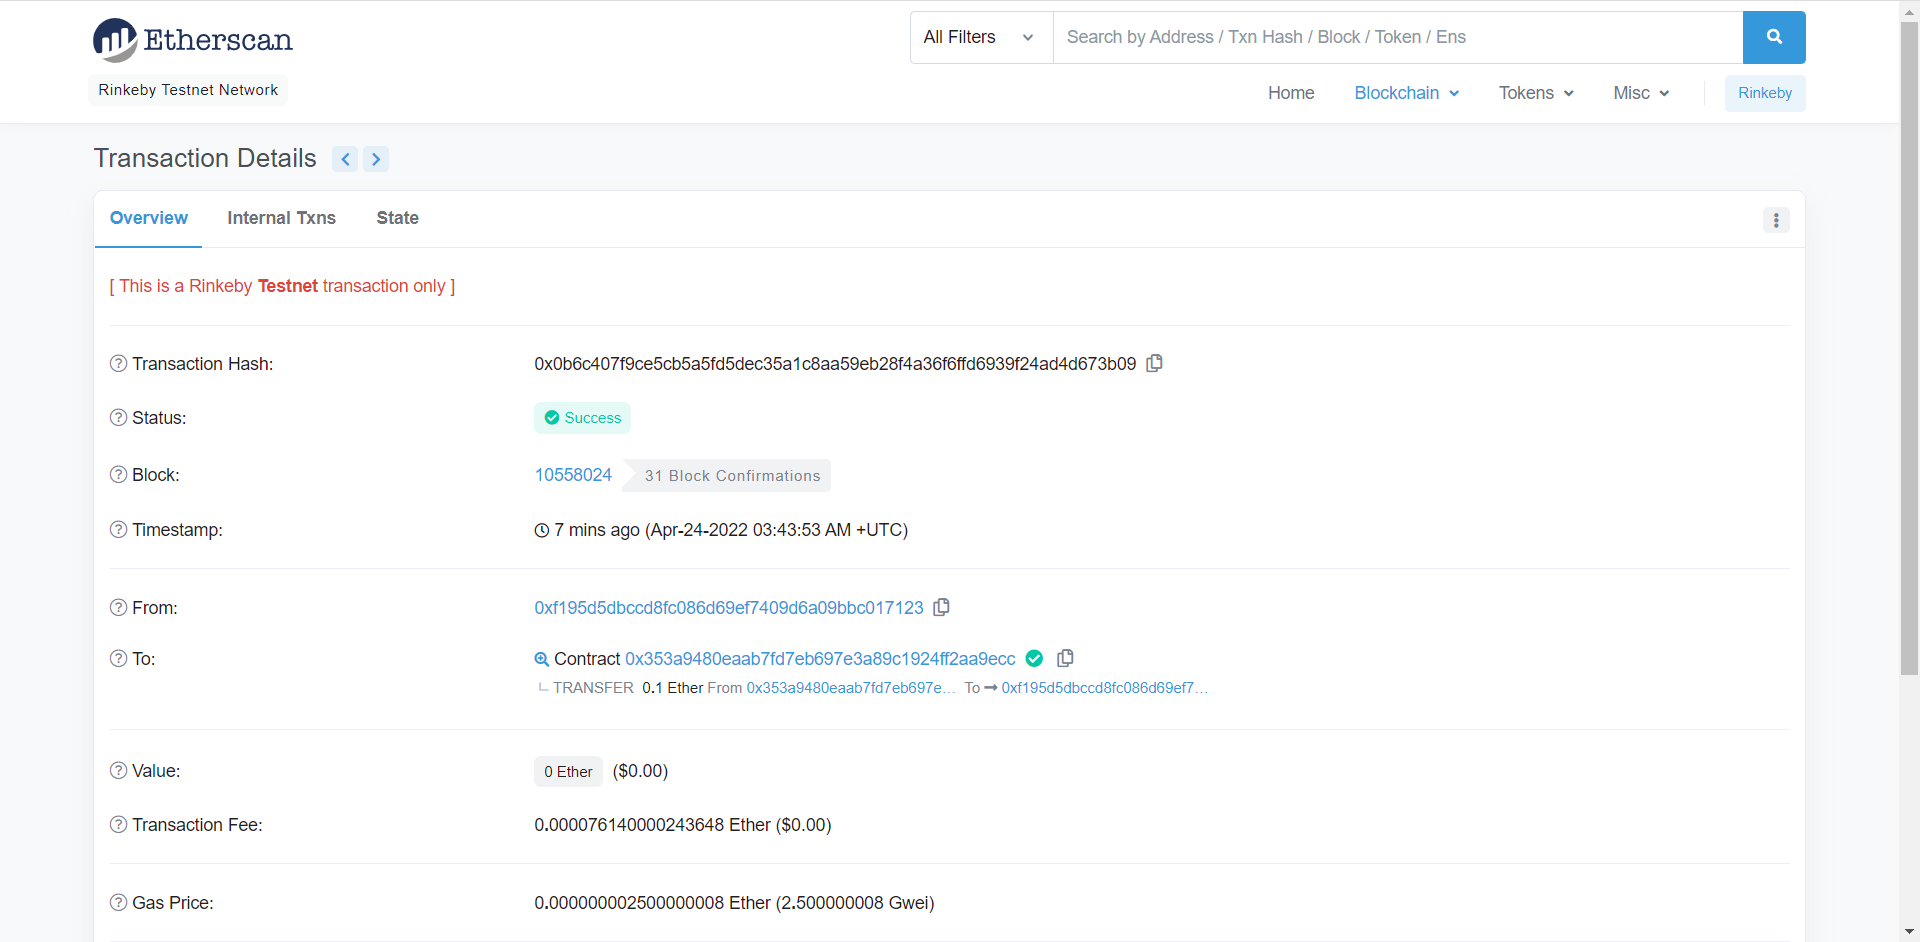 Etherscan
All Filters
Search by Address / Txn Hash / Block / Token / Ens
Rinkeby Testnet Network
Home Blockchain Tokens Misc Rinkeby
Transaction Details
Overview Internal Txns State
[ This is a Rinkeby Testnet transaction only ]
Transaction Hash: 0x0b6c407f9ce5cb5a5fd5dec35a1c8aa59eb28f4a36f6ffd6939f24ad4d673b09
Status: Success
Block: 10558024 31 Block Confirmations
Timestamp: 7 mins ago (Apr-24-2022 03:43:53 AM +UTC)
From: 0xf195d5dbccd8fc086d69ef7409d6a09bbc017123
To: Contract 0x353a9480eaab7fd7eb697e3a89c1924ff2aa9ecc
TRANSFER 0.1 Ether From 0x353a9480eaab7fd7eb697e... To 0xf195d5dbccd8fc086d69ef7...
Value: 0 Ether ($0.00)
Transaction Fee: 0.000076140000243648 Ether ($0.00)
Gas Price: 0.000000002500000008 Ether (2.500000008 Gwei)